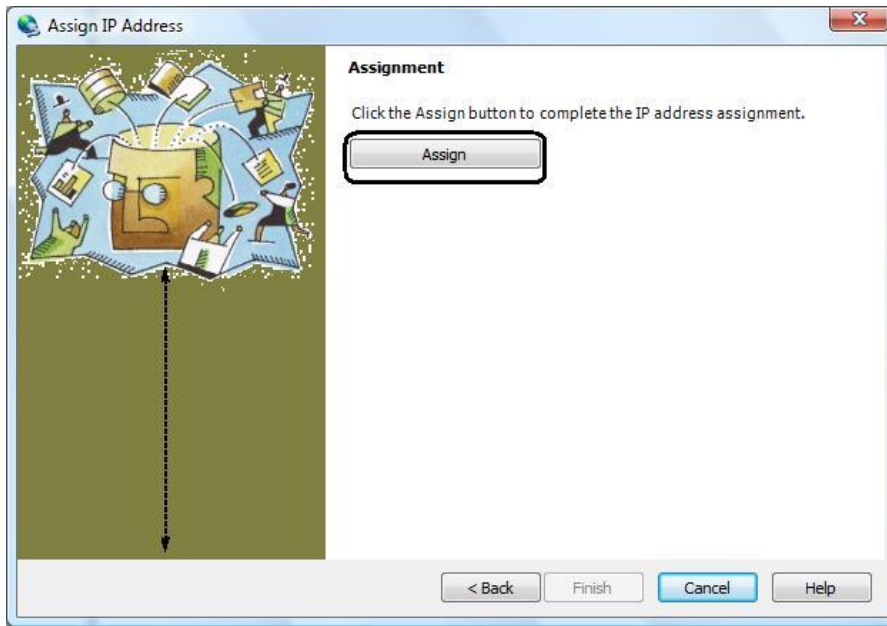 Assign IP Address
Assignment
Click the Assign button to complete the IP address assignment.
Assign
< Back Finish Cancel Help